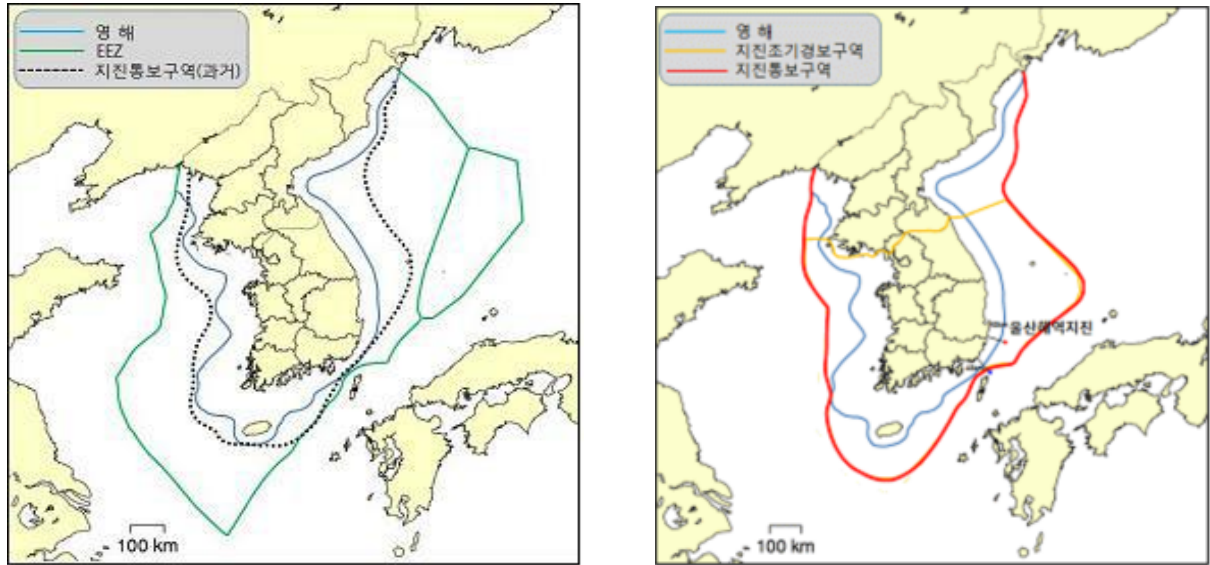 영 해
EEZ
지진통보구역(과거)
100 km
영 해
지진조기경보구역
지진통보구역
울산해역지진
100 km